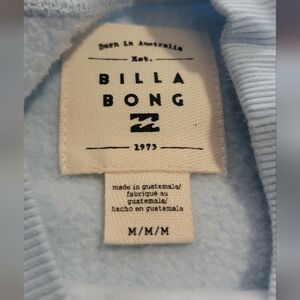 Born in Australia
Est.
BILLA
BONG
1973
made in guatemala/
fabriqué au
guatemala/
hecho en guatemala
M/M/M